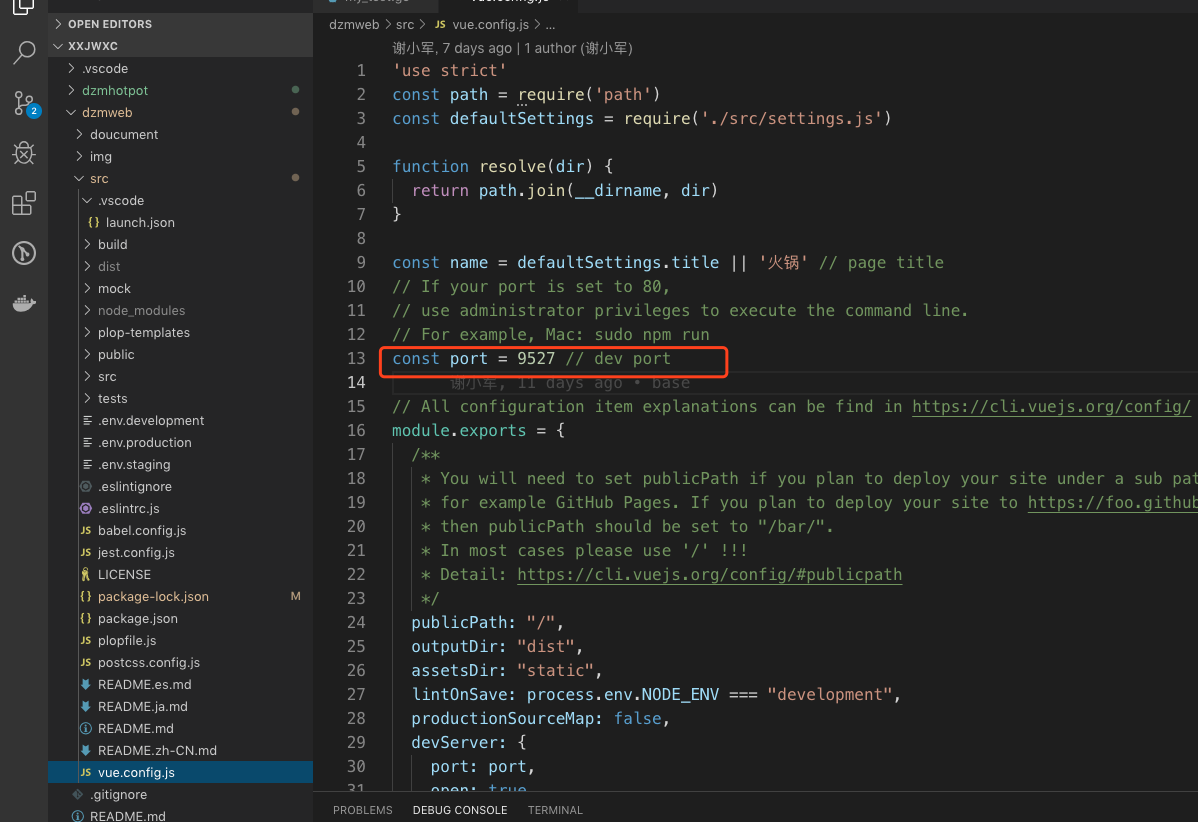 OPEN EDITORS
XXJWXC
.vscode
dzmhotpot
dzmweb
doucument
img
src
.vscode
{} launch.json
build
dist
mock
node_modules
plop-templates
public
src
tests
.env.development
.env.production
.env.staging
.eslintignore
.eslintrc.js
JS babel.config.js
JS jest.config.js
LICENSE
{} package-lock.json M
{} package.json
JS plopfile.js
JS postcss.config.js
README.es.md
README.ja.md
README.md
README.zh-CN.md
JS vue.config.js
.gitignore
README.md
2
dzmweb > src > JS vue.config.js > ...
谢小军, 7 days ago | 1 author (谢小军)
1 'use strict'
2 const path = require('path')
3 const defaultSettings = require('./src/settings.js')
4
5 function resolve(dir) {
6 return path.join(__dirname, dir)
7 }
8
9 const name = defaultSettings.title || '火锅' // page title
10 // If your port is set to 80,
11 // use administrator privileges to execute the command line.
12 // For example, Mac: sudo npm run
13 const port = 9527 // dev port
14 谢小军, 11 days ago • base
15 // All configuration item explanations can be find in https://cli.vuejs.org/config/
16 module.exports = {
17 /**
18 * You will need to set publicPath if you plan to deploy your site under a sub pat
19 * for example GitHub Pages. If you plan to deploy your site to https://foo.github
20 * then publicPath should be set to "/bar/".
21 * In most cases please use '/' !!!
22 * Detail: https://cli.vuejs.org/config/#publicpath
23 */
24 publicPath: "/",
25 outputDir: "dist",
26 assetsDir: "static",
27 lintOnSave: process.env.NODE_ENV === "development",
28 productionSourceMap: false,
29 devServer: {
30 port: port,
31 open: true
PROBLEMS DEBUG CONSOLE TERMINAL